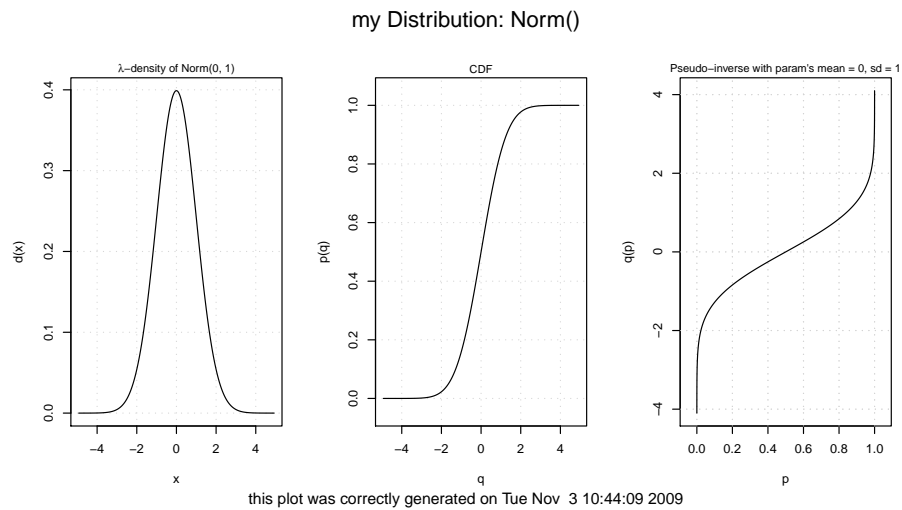 my Distribution: Norm()
λ−density of Norm(0, 1)
CDF
Pseudo−inverse with param's mean = 0, sd = 1
d(x)
0.0 0.1 0.2 0.3 0.4
−4 −2 0 2 4
x
p(q)
0.0 0.2 0.4 0.6 0.8 1.0
−4 −2 0 2 4
q
q(p)
−4 −2 0 2 4
0.0 0.2 0.4 0.6 0.8 1.0
p
this plot was correctly generated on Tue Nov  3 10:44:09 2009